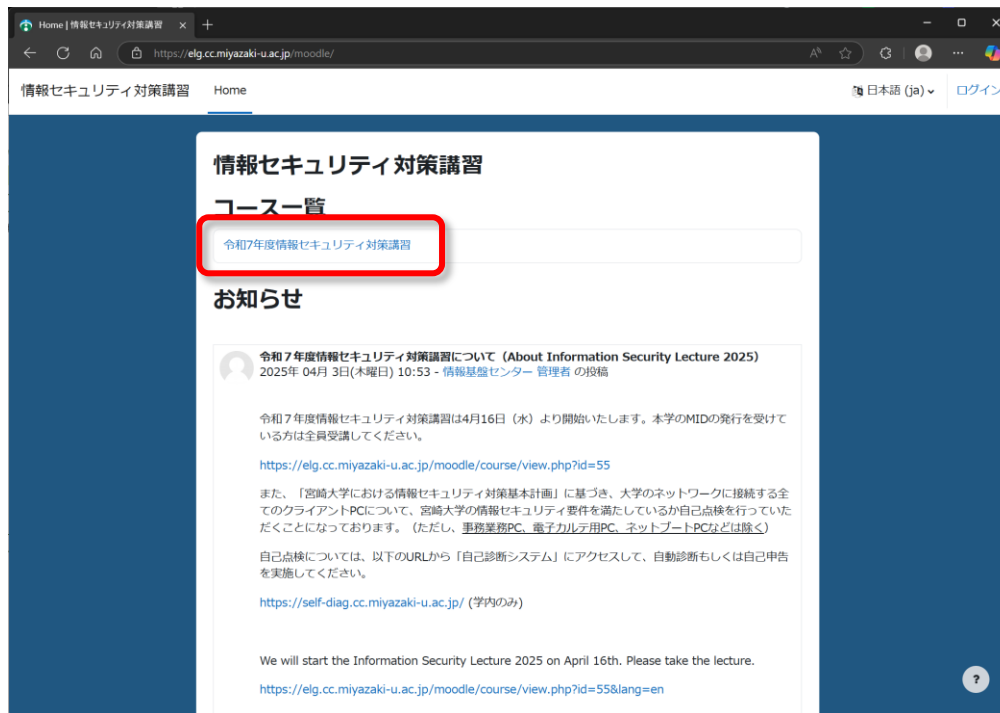 Home | 情報セキュリティ対策講習
https://elg.cc.miyazaki-u.ac.jp/moodle/
情報セキュリティ対策講習 Home 日本語 (ja) ログイン
情報セキュリティ対策講習
コース一覧
令和7年度情報セキュリティ対策講習
お知らせ
令和７年度情報セキュリティ対策講習について（About Information Security Lecture 2025）
2025年 04月 3日(木曜日) 10:53 - 情報基盤センター 管理者 の投稿
令和７年度情報セキュリティ対策講習は4月16日（水）より開始いたします。本学のMIDの発行を受けて
いる方は全員受講してください。
https://elg.cc.miyazaki-u.ac.jp/moodle/course/view.php?id=55
また、「宮崎大学における情報セキュリティ対策基本計画」に基づき、大学のネットワークに接続する全
てのクライアントPCについて、宮崎大学の情報セキュリティ要件を満たしているか自己点検を行っていた
だくことになっております。（ただし、事務業務PC、電子カルテ用PC、ネットブートPCなどは除く）
自己点検については、以下のURLから「自己診断システム」にアクセスして、自動診断もしくは自己申告
を実施してください。
https://self-diag.cc.miyazaki-u.ac.jp/ (学内のみ)
We will start the Information Security Lecture 2025 on April 16th. Please take the lecture.
https://elg.cc.miyazaki-u.ac.jp/moodle/course/view.php?id=55&lang=en
?